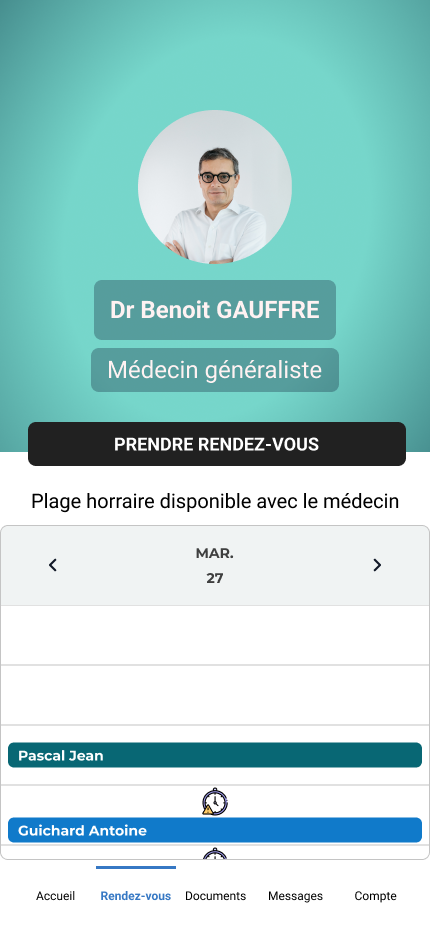 Dr Benoit GAUFFRE
Médecin généraliste
PRENDRE RENDEZ-VOUS
Plage horraire disponible avec le médecin
MAR.
27
Pascal Jean
Guichard Antoine
Accueil Rendez-vous Documents Messages Compte